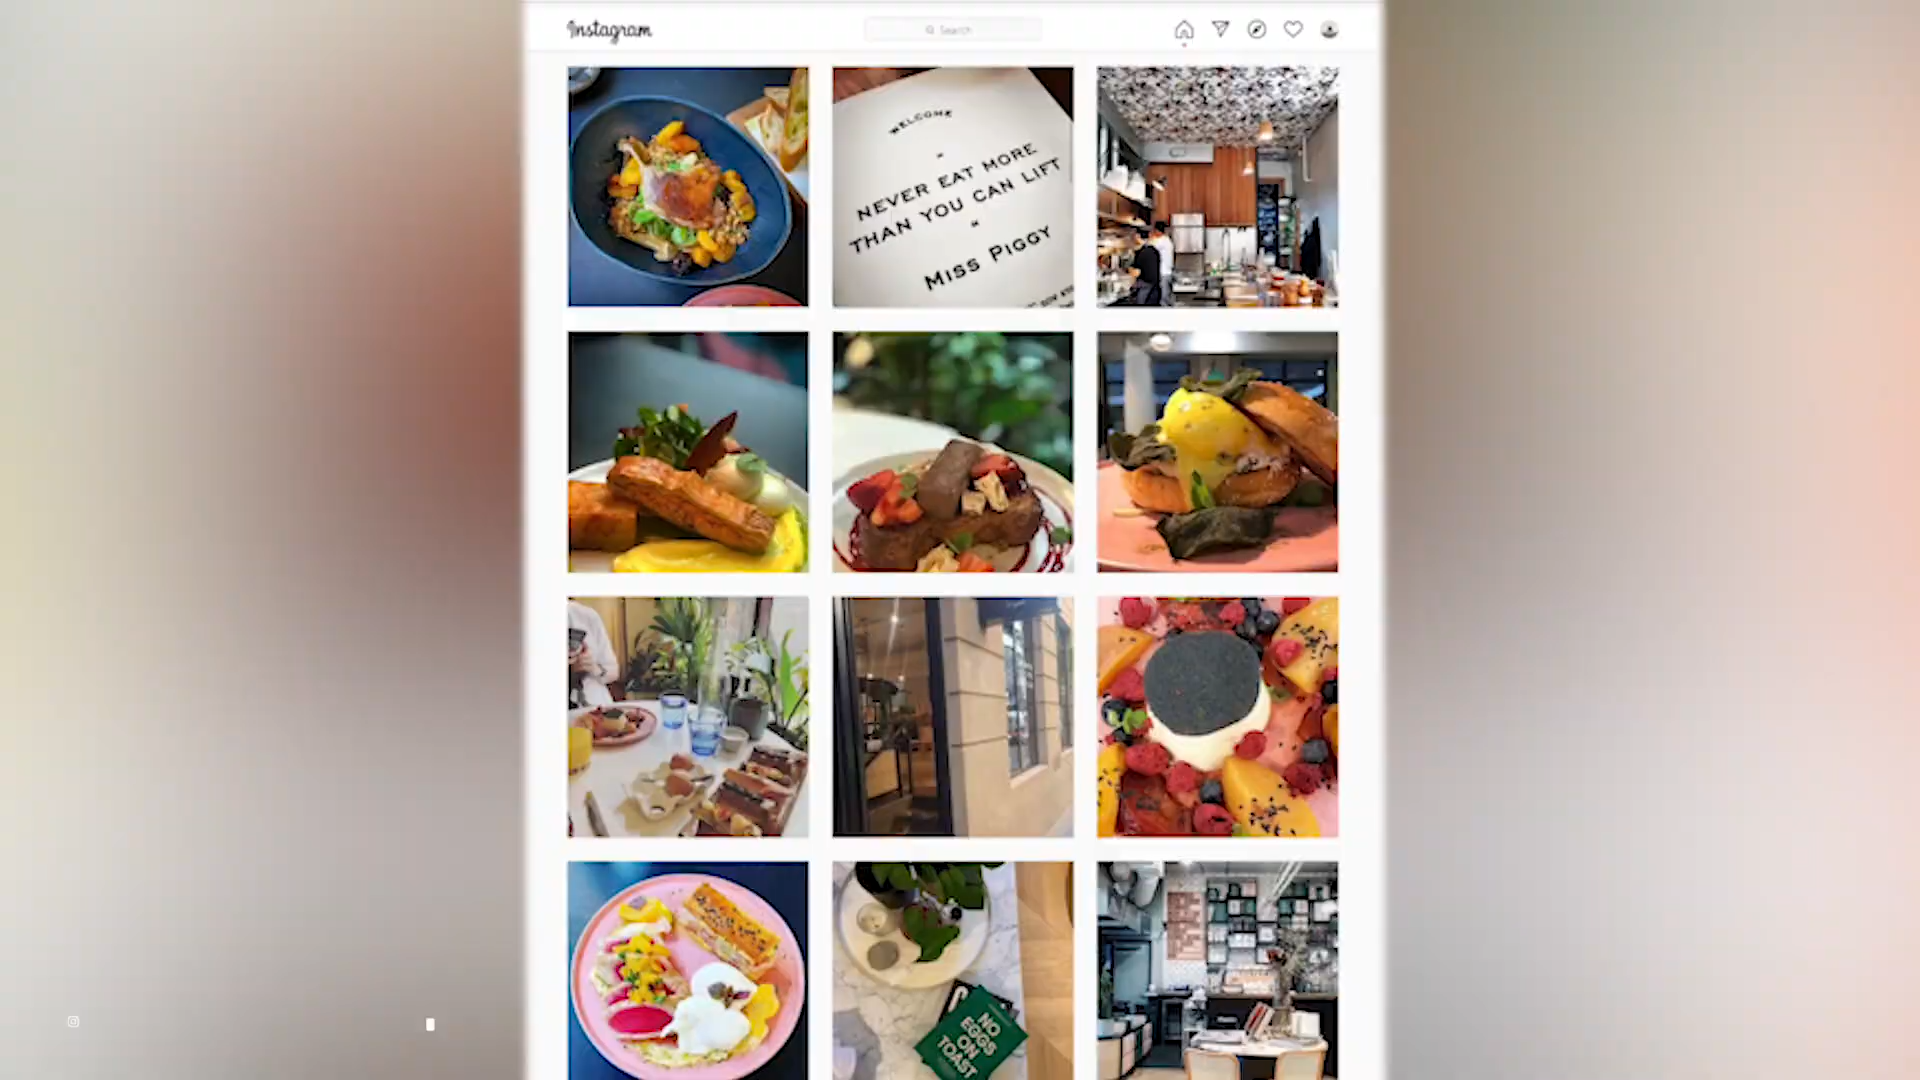 Instagram
Search
WELCOME
NEVER EAT MORE
THAN YOU CAN LIFT
MISS PIGGY
NO
EGGS
ON
TOAST